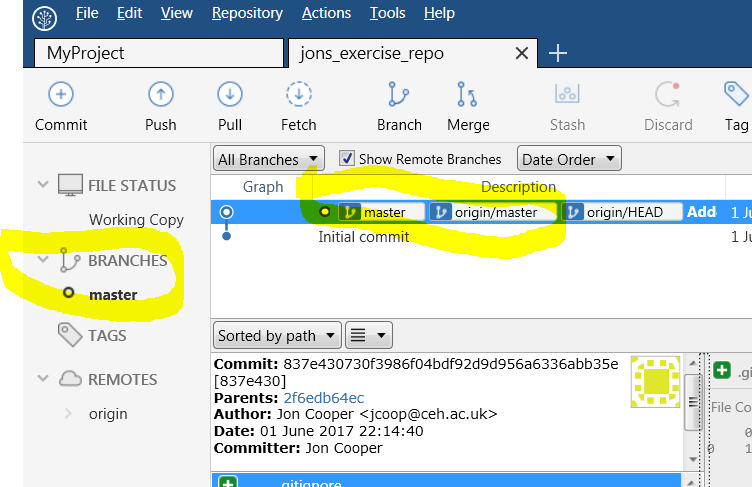 File Edit View Repository Actions Tools Help
MyProject jons_exercise_repo
Commit Push Pull Fetch Branch Merge Stash Discard Tag
All Branches Show Remote Branches Date Order
Graph Description
FILE STATUS
Working Copy
BRANCHES
master
TAGS
REMOTES
origin
master origin/master origin/HEAD Add 1 Ju
Initial commit 1 Ju
Sorted by path
Commit: 837e430730f3986f04bdf92d9d956a6336abb35e
[837e430]
Parents: 2f6edb64ec
Author: Jon Cooper <jcoop@ceh.ac.uk>
Date: 01 June 2017 22:14:40
Committer: Jon Cooper
.gitignore
.gi
File Co
0
0 1